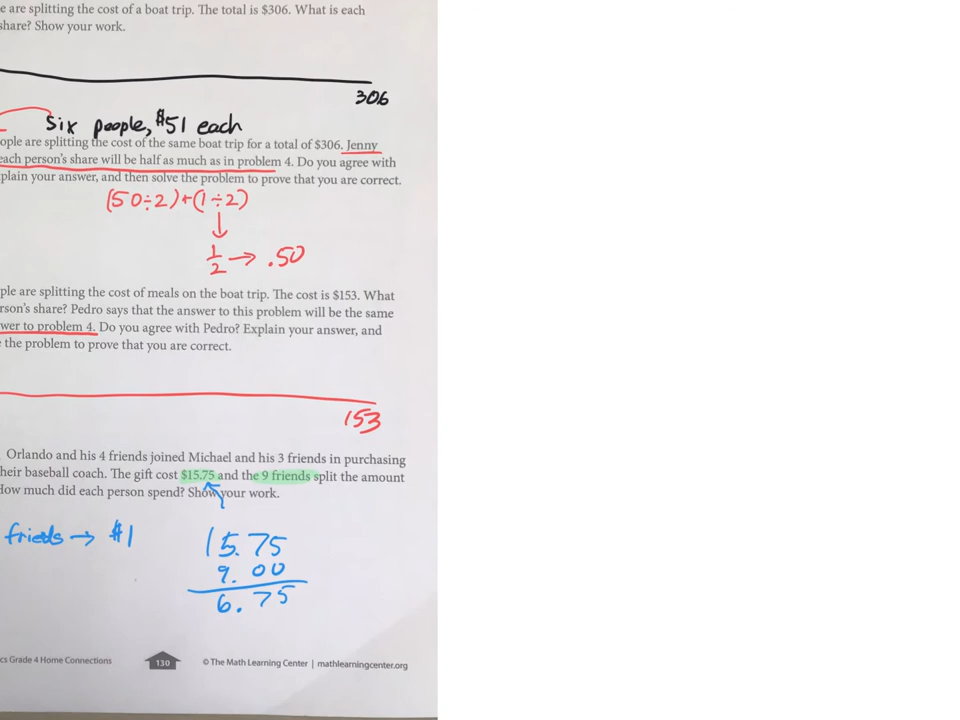 e are splitting the cost of a boat trip. The total is $306. What is each
share? Show your work.
306
Six people, $51 each
ople are splitting the cost of the same boat trip for a total of $306. Jenny
each person's share will be half as much as in problem 4. Do you agree with
plain your answer, and then solve the problem to prove that you are correct.
(50÷2)+(1÷2)
↓
1/2 → .50
ple are splitting the cost of meals on the boat trip. The cost is $153. What
rson's share? Pedro says that the answer to this problem will be the same
wer to problem 4. Do you agree with Pedro? Explain your answer, and
the problem to prove that you are correct.
153
Orlando and his 4 friends joined Michael and his 3 friends in purchasing
heir baseball coach. The gift cost $15.75 and the 9 friends split the amount
How much did each person spend? Show your work.
frieds → $1
15.75
9.00
6.75
cs Grade 4 Home Connections
130
© The Math Learning Center | mathlearningcenter.org